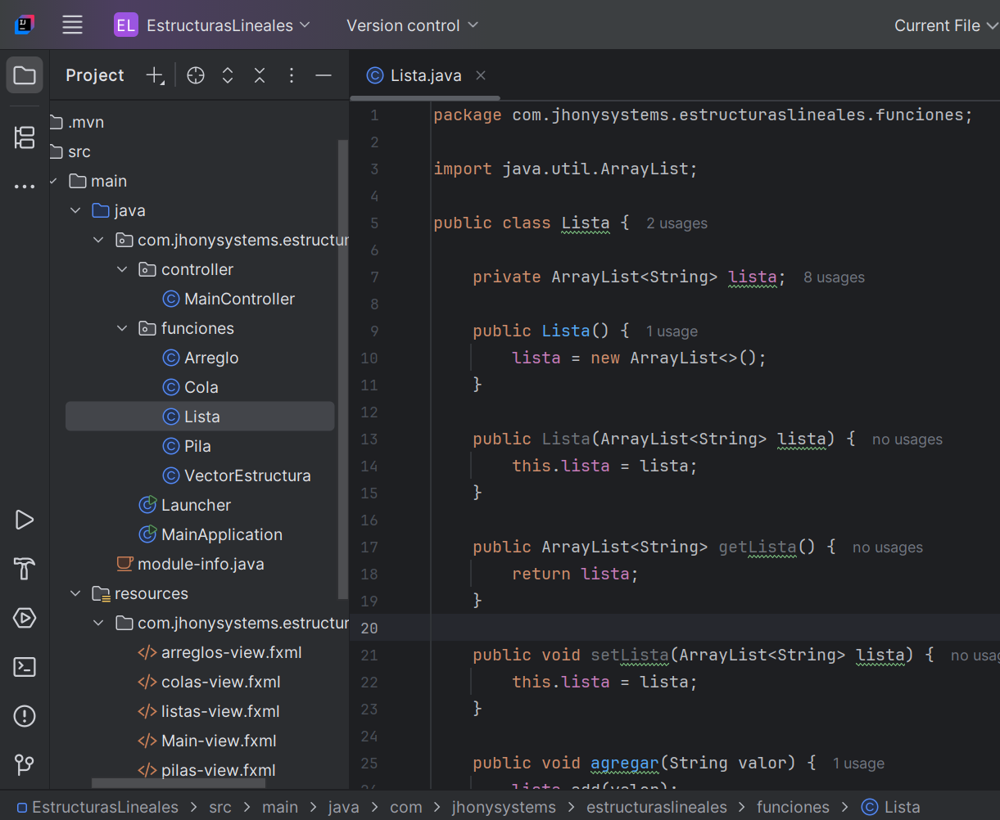 EL EstructurasLineales Version control Current File
Project
.mvn
src
main
java
com.jhonysystems.estructur
controller
MainController
funciones
Arreglo
Cola
Lista
Pila
VectorEstructura
Launcher
MainApplication
module-info.java
resources
com.jhonysystems.estructur
arreglos-view.fxml
colas-view.fxml
listas-view.fxml
Main-view.fxml
pilas-view.fxml
Lista.java
1 package com.jhonysystems.estructuraslineales.funciones;
2
3 import java.util.ArrayList;
4
5 public class Lista { 2 usages
6
7 private ArrayList<String> lista; 8 usages
8
9 public Lista() { 1 usage
10 lista = new ArrayList<>();
11 }
12
13 public Lista(ArrayList<String> lista) { no usages
14 this.lista = lista;
15 }
16
17 public ArrayList<String> getLista() { no usages
18 return lista;
19 }
20
21 public void setLista(ArrayList<String> lista) { no usag
22 this.lista = lista;
23 }
24
25 public void agregar(String valor) { 1 usage
26 lista.add(valor);
EstructurasLineales > src > main > java > com > jhonysystems > estructuraslineales > funciones > Lista